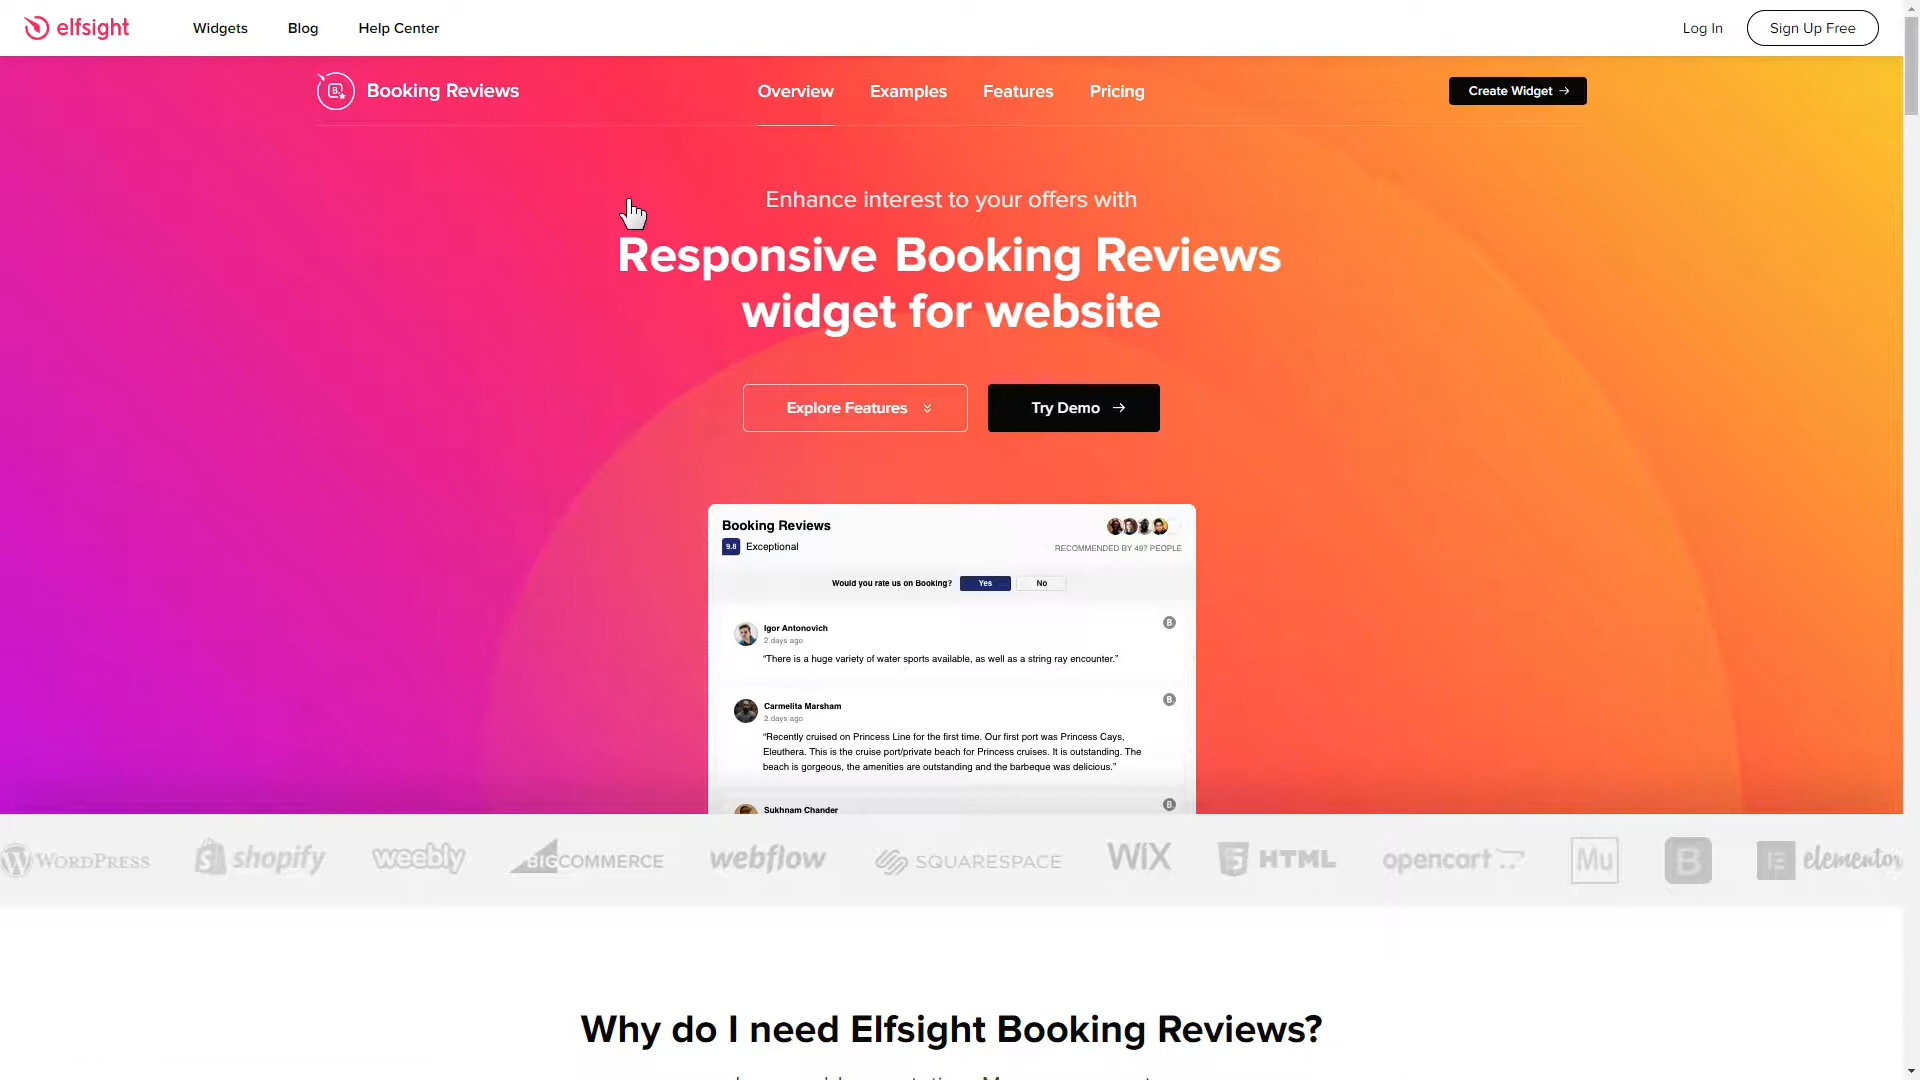 elfsight
Widgets
Blog
Help Center
Log In
Sign Up Free
Booking Reviews
Overview
Examples
Features
Pricing
Create Widget
Enhance interest to your offers with
Responsive Booking Reviews
widget for website
Explore Features
Try Demo
Booking Reviews
9.8 Exceptional
RECOMMENDED BY 497 PEOPLE
Would you rate us on Booking?
Yes
No
Igor Antonovich
2 days ago
“There is a huge variety of water sports available, as well as a string ray encounter.”
Carmelita Marsham
2 days ago
“Recently cruised on Princess Line for the first time. Our first port was Princess Cays,
Eleuthera. This is the cruise port/private beach for Princess cruises. It is outstanding. The
beach is gorgeous, the amenities are outstanding and the barbeque was delicious.”
Sukhnam Chander
WORDPRESS
shopify
weebly
BIGCOMMERCE
webflow
SQUARESPACE
WIX
HTML
opencart
Mu
B
elementor
Why do I need Elfsight Booking Reviews?